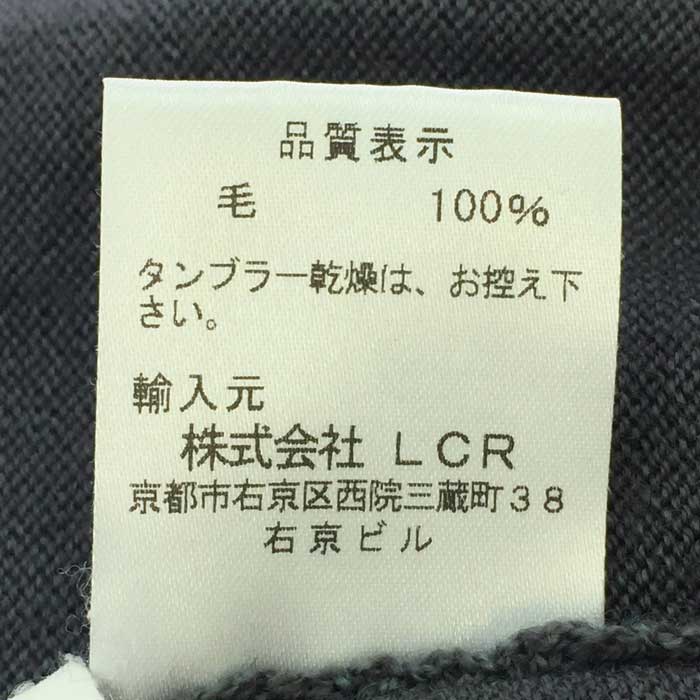 品質表示
毛 100%
タンブラー乾燥は、お控え下
さい。
輸入元
株式会社 LCR
京都市右京区西院三蔵町38
右京ビル